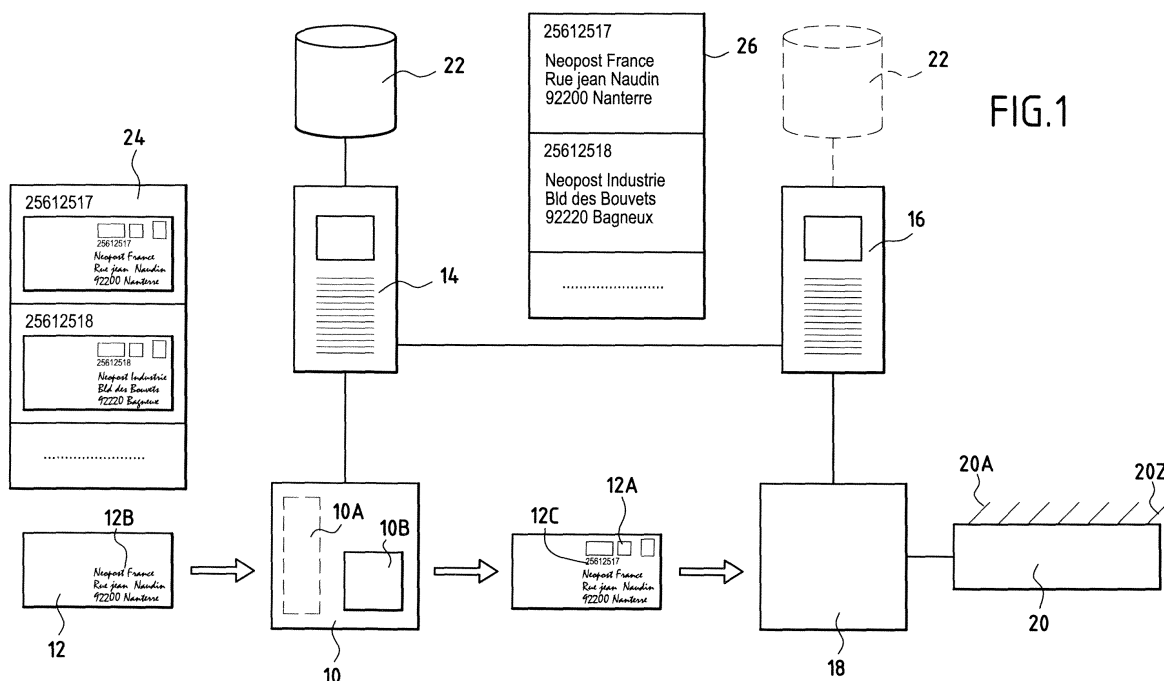 FIG.1
22
25612517
Neopost France
Rue jean Naudin
92200 Nanterre
26
25612518
Neopost Industrie
Bld des Bouvets
92220 Bagneux
........................
22
24
25612517
25612517
Neopost France
Rue jean Naudin
92200 Nanterre
25612518
25612518
Neopost Industrie
Bld des Bouvets
92220 Bagneux
........................
14
16
12B
Neopost France
Rue jean Naudin
92200 Nanterre
12
10A
10B
10
12C
12A
25612517
Neopost France
Rue jean Naudin
92200 Nanterre
18
20A
20Z
20